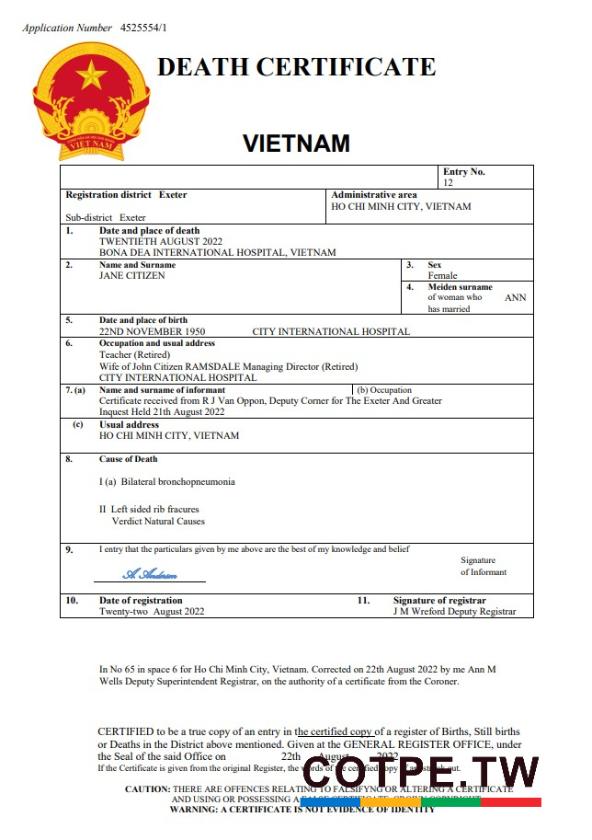 Application Number 4525554/1
DEATH CERTIFICATE
VIỆT NAM
VIETNAM
Entry No.
12
Registration district Exeter
Administrative area
HO CHI MINH CITY, VIETNAM
Sub-district Exeter
1. Date and place of death
TWENTIETH AUGUST 2022
BONA DEA INTERNATIONAL HOSPITAL, VIETNAM
2. Name and Surname
JANE CITIZEN
3. Sex
Female
4. Meiden surname
of woman who ANN
has married
5. Date and place of birth
22ND NOVEMBER 1950 CITY INTERNATIONAL HOSPITAL
6. Occupation and usual address
Teacher (Retired)
Wife of John Citizen RAMSDALE Managing Director (Retired)
CITY INTERNATIONAL HOSPITAL
7. (a) Name and surname of informant (b) Occupation
Certificate received from R J Van Oppon, Deputy Corner for The Exeter And Greater
Inquest Held 21th August 2022
(c) Usual address
HO CHI MINH CITY, VIETNAM
8. Cause of Death
I (a) Bilateral bronchopneumonia
II Left sided rib fracures
Verdict Natural Causes
9. I entry that the particulars given by me above are the best of my knowledge and belief
A. Anderson
Signature
of Informant
10. Date of registration 11. Signature of registrar
Twenty-two August 2022 J M Wreford Deputy Registrar
In No 65 in space 6 for Ho Chi Minh City, Vietnam. Corrected on 22th August 2022 by me Ann M
Wells Deputy Superintendent Registrar, on the authority of a certificate from the Coroner.
CERTIFIED to be a true copy of an entry in the certified copy of a register of Births, Still births
or Deaths in the District above mentioned. Given at the GENERAL REGISTER OFFICE, under
the Seal of the said Office on 22th August 2022
If the Certificate is given from the original Register, the words of the certified copy are struck out.
COTPE.TW
CAUTION: THERE ARE OFFENCES RELATING TO FALSIFYNG OR ALTERING A CERTIFICATE
AND USING OR POSSESSING A FALSE CERTIFICATE. CROWN COPYRIGHT
WARNING: A CERTIFICATE IS NOT EVIDENCE OF IDENTITY